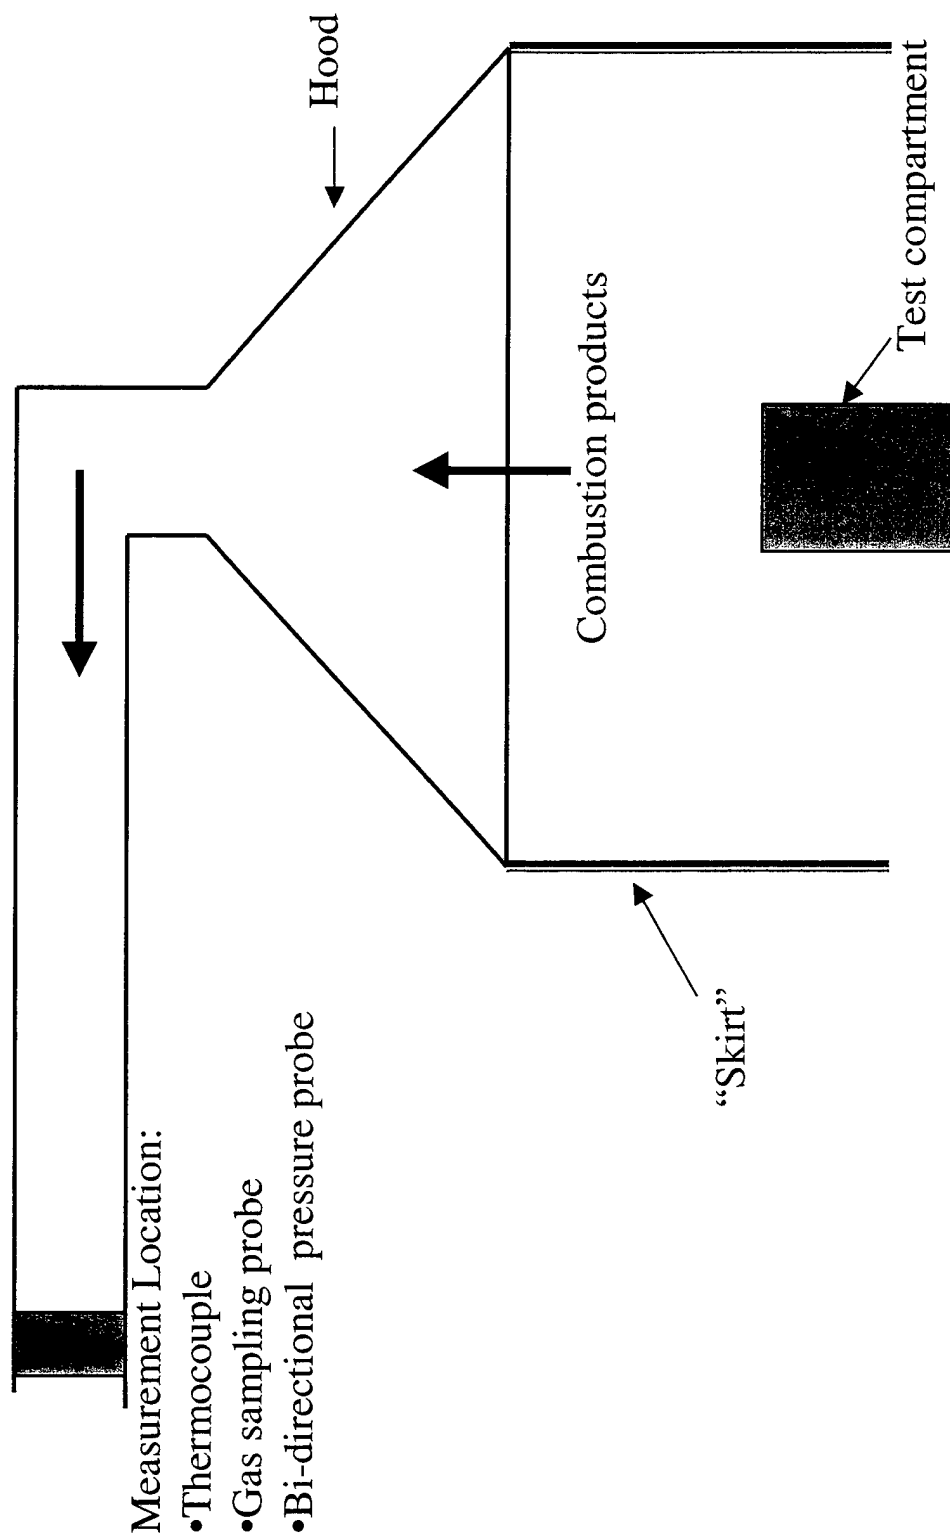 Hood
Combustion products
Test compartment
“Skirt”
Measurement Location:
•Thermocouple
•Gas sampling probe
•Bi-directional pressure probe